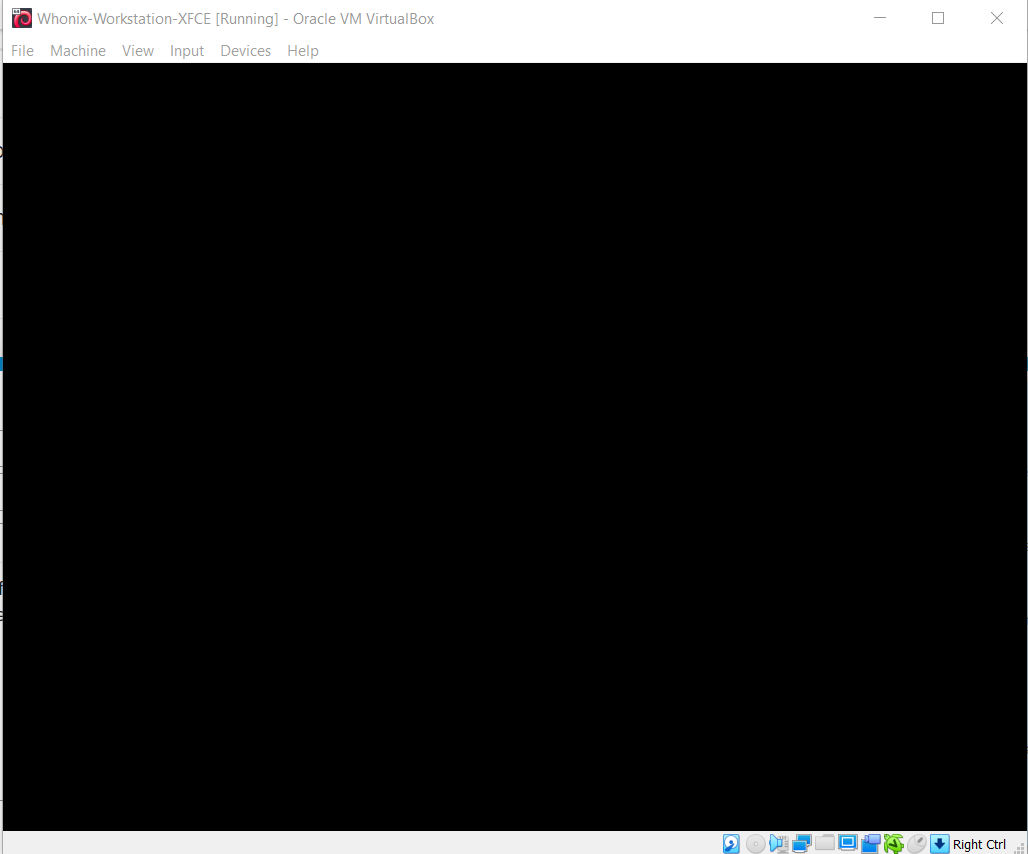 Whonix-Workstation-XFCE [Running] - Oracle VM VirtualBox
File Machine View Input Devices Help
Right Ctrl